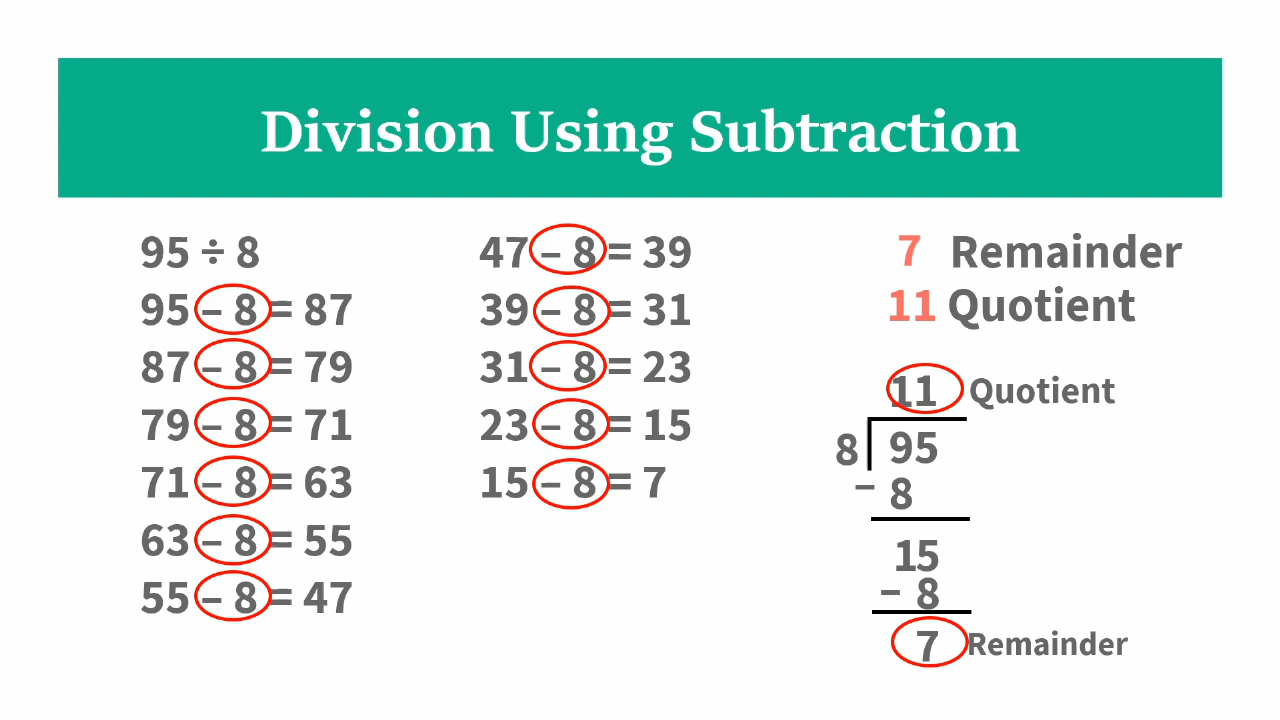 Division Using Subtraction
95 ÷ 8
95 – 8 = 87
87 – 8 = 79
79 – 8 = 71
71 – 8 = 63
63 – 8 = 55
55 – 8 = 47
47 – 8 = 39
39 – 8 = 31
31 – 8 = 23
23 – 8 = 15
15 – 8 = 7
7 Remainder
11 Quotient
11 Quotient
8 95
– 8
15
– 8
7 Remainder